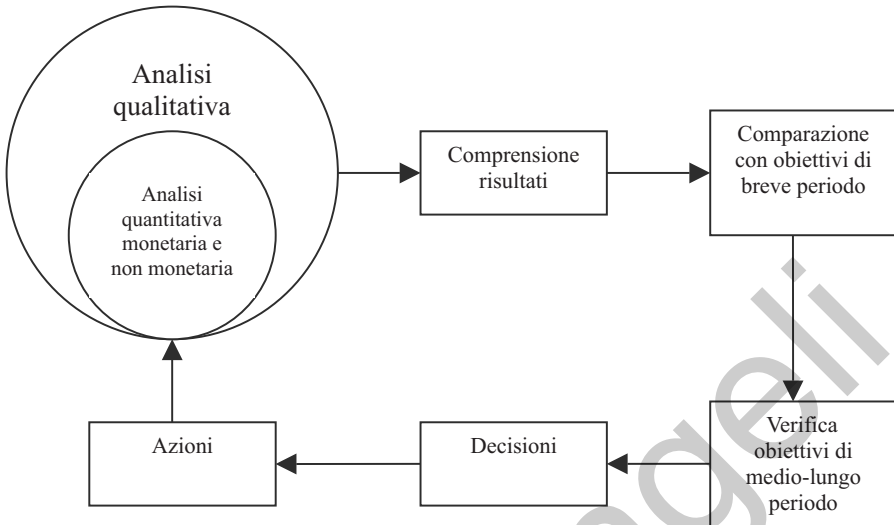 Analisi
qualitativa
Analisi
quantitativa
monetaria e
non monetaria
Comprensione
risultati
Comparazione
con obiettivi di
breve periodo
Verifica
obiettivi di
medio-lungo
periodo
Decisioni
Azioni
ngeli